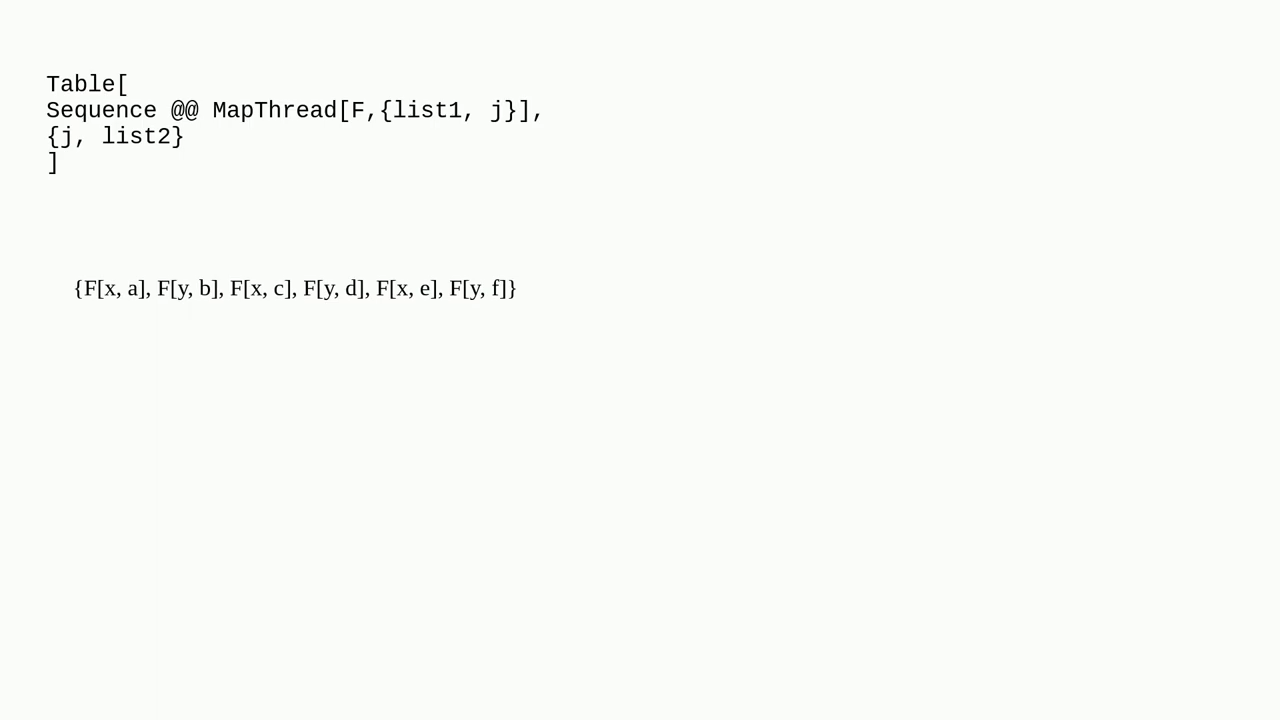 Table[
Sequence @@ MapThread[F,{list1, j}],
{j, list2}
]
{F[x, a], F[y, b], F[x, c], F[y, d], F[x, e], F[y, f]}